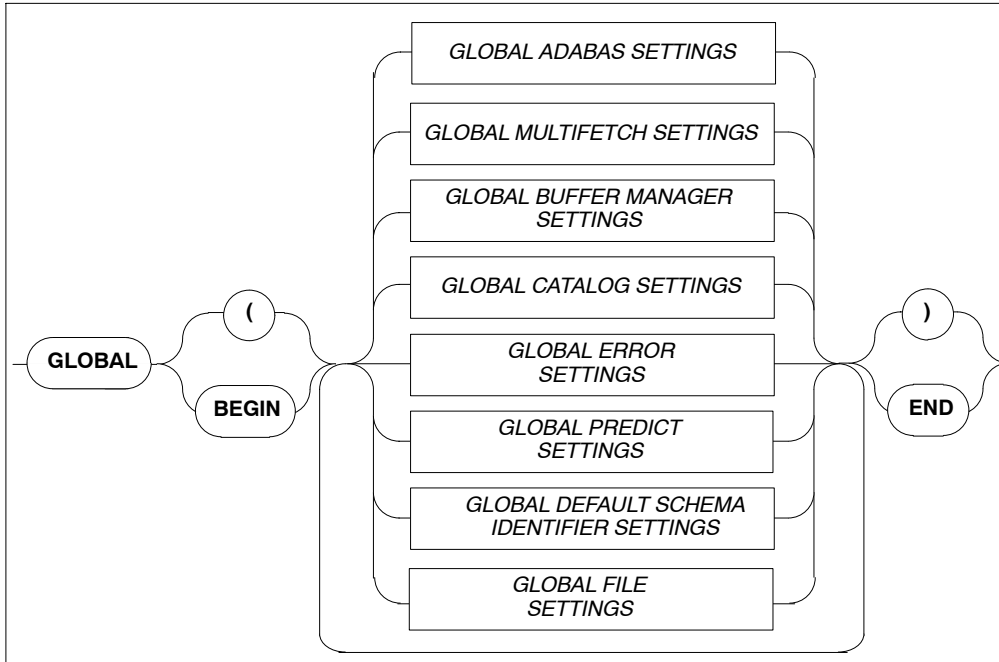 GLOBAL ADABAS SETTINGS
GLOBAL MULTIFETCH SETTINGS
GLOBAL BUFFER MANAGER
SETTINGS
GLOBAL CATALOG SETTINGS
GLOBAL
(
BEGIN
GLOBAL ERROR
SETTINGS
)
END
GLOBAL PREDICT
SETTINGS
GLOBAL DEFAULT SCHEMA
IDENTIFIER SETTINGS
GLOBAL FILE
SETTINGS